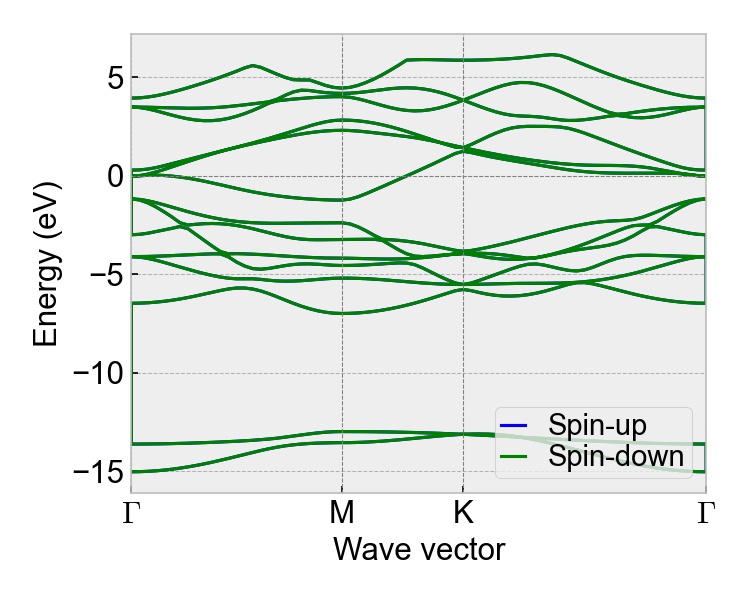 Energy (eV)
5
0
−5
−10
−15
Spin-up
Spin-down
Γ M K Γ
Wave vector